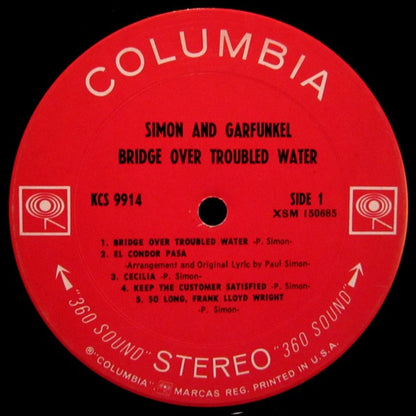 COLUMBIA
SIMON AND GARFUNKEL
BRIDGE OVER TROUBLED WATER
KCS 9914
SIDE 1
XSM 150685
1. BRIDGE OVER TROUBLED WATER -P. Simon-
2. EL CONDOR PASA
-Arrangement and Original Lyric by Paul Simon-
3. CECILIA -P. Simon-
4. KEEP THE CUSTOMER SATISFIED -P. Simon-
5. SO LONG, FRANK LLOYD WRIGHT
-P. Simon-
"360 SOUND" STEREO "360 SOUND"
℗"COLUMBIA", MARCAS REG. PRINTED IN U.S.A.